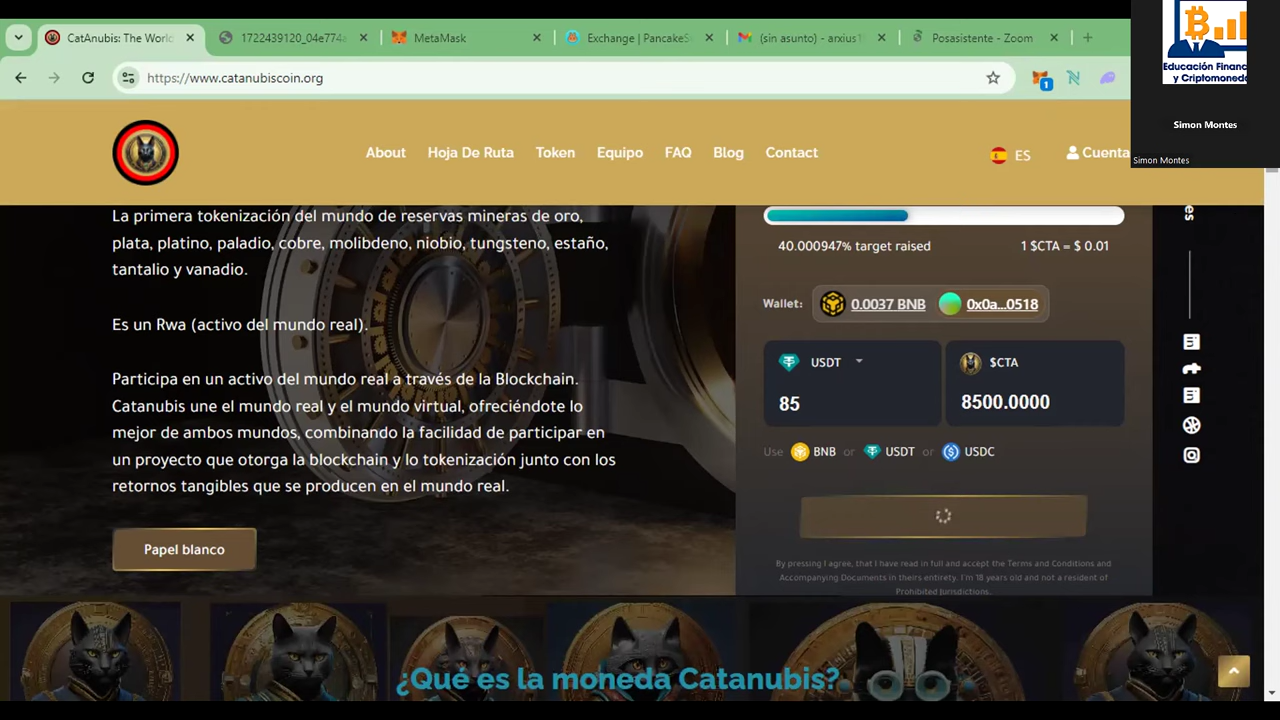 CatAnubis: The World
1722439120_04e774a
MetaMask
Exchange | PancakeS
(sin asunto) - arxius1
Posasistente - Zoom
https://www.catanubiscoin.org
1
Educación Financ
y Criptomoned
Simon Montes
Simon Montes
About
Hoja De Ruta
Token
Equipo
FAQ
Blog
Contact
ES
Cuenta
La primera tokenización del mundo de reservas mineras de oro,
plata, platino, paladio, cobre, molibdeno, niobio, tungsteno, estaño,
tantalio y vanadio.
Es un Rwa (activo del mundo real).
Participa en un activo del mundo real a través de la Blockchain.
Catanubis une el mundo real y el mundo virtual, ofreciéndote lo
mejor de ambos mundos, combinando la facilidad de participar en
un proyecto que otorga la blockchain y lo tokenización junto con los
retornos tangibles que se producen en el mundo real.
Papel blanco
40.000947% target raised
1 $CTA = $ 0.01
Wallet:
0.0037 BNB
0x0a...0518
USDT
85
$CTA
8500.0000
Use BNB or USDT or USDC
By pressing I agree, that I have read in full and accept the Terms and Conditions and
Accompanying Documents in theirs entirety. I'm 18 years old and not a resident of
Prohibited Jurisdictions.
es
¿Qué es la moneda Catanubis?